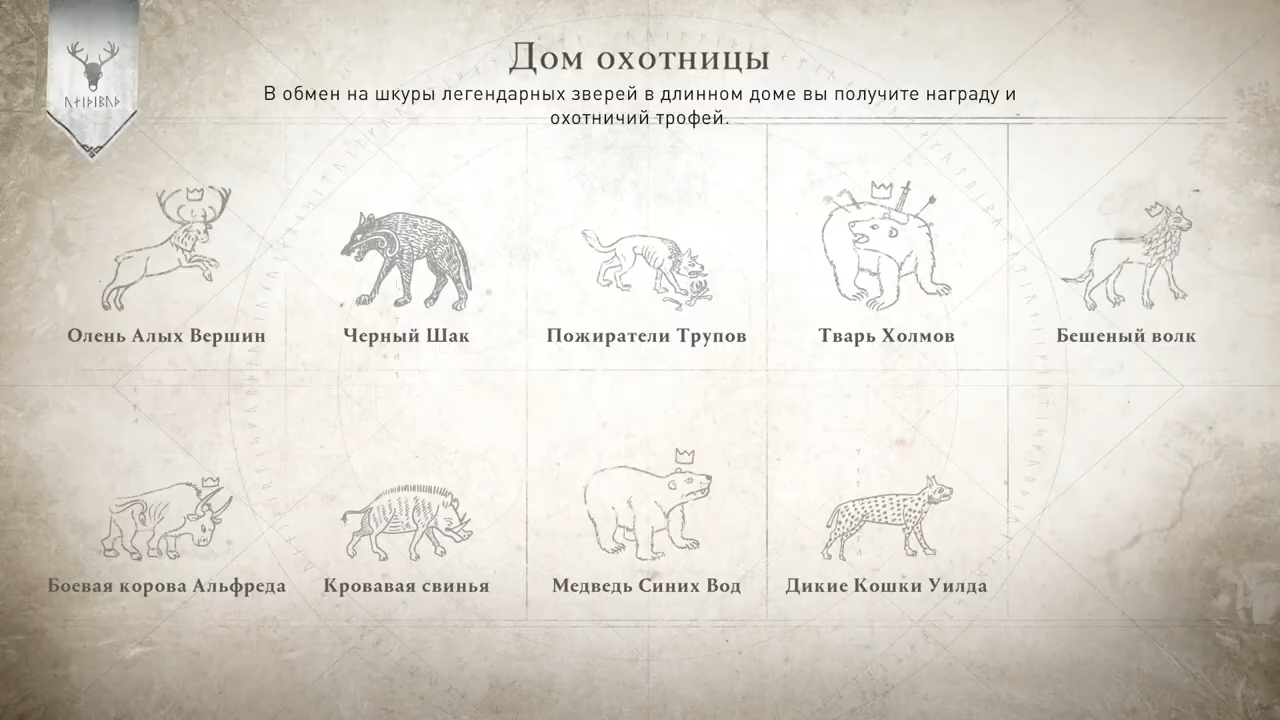 Дом охотницы
В обмен на шкуры легендарных зверей в длинном доме вы получите награду и
охотничий трофей.
Олень Алых Вершин
Черный Шак
Пожиратели Трупов
Тварь Холмов
Бешеный волк
Боевая корова Альфреда
Кровавая свинья
Медведь Синих Вод
Дикие Кошки Уилда